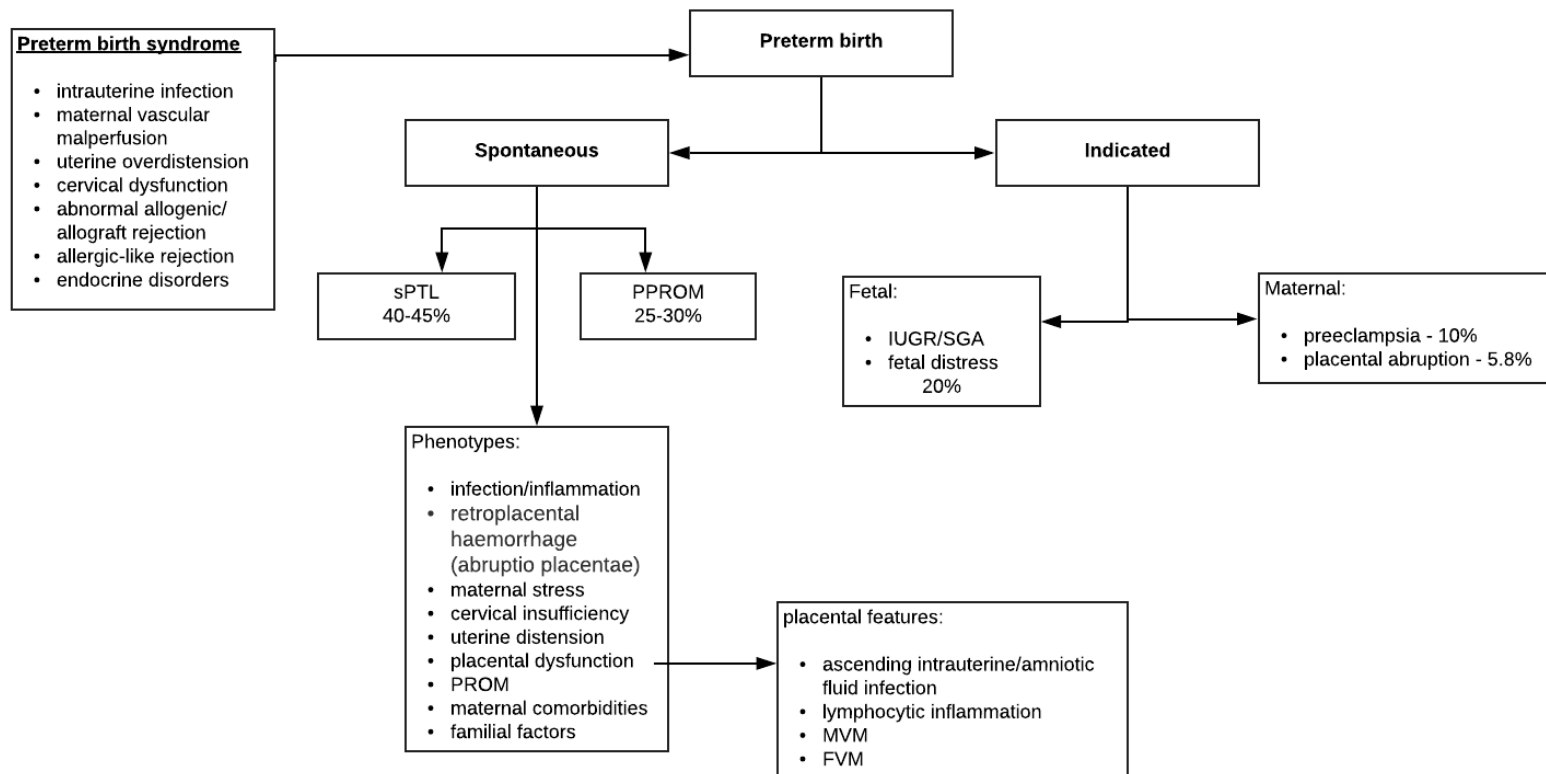 Preterm birth syndrome
• intrauterine infection
• maternal vascular
malperfusion
• uterine overdistension
• cervical dysfunction
• abnormal allogenic/
allograft rejection
• allergic-like rejection
• endocrine disorders
Preterm birth
Spontaneous
Indicated
sPTL
40-45%
PPROM
25-30%
Fetal:
• IUGR/SGA
• fetal distress
20%
Maternal:
• preeclampsia - 10%
• placental abruption - 5.8%
Phenotypes:
• infection/inflammation
• retroplacental
haemorrhage
(abruptio placentae)
• maternal stress
• cervical insufficiency
• uterine distension
• placental dysfunction
• PROM
• maternal comorbidities
• familial factors
placental features:
• ascending intrauterine/amniotic
fluid infection
• lymphocytic inflammation
• MVM
• FVM